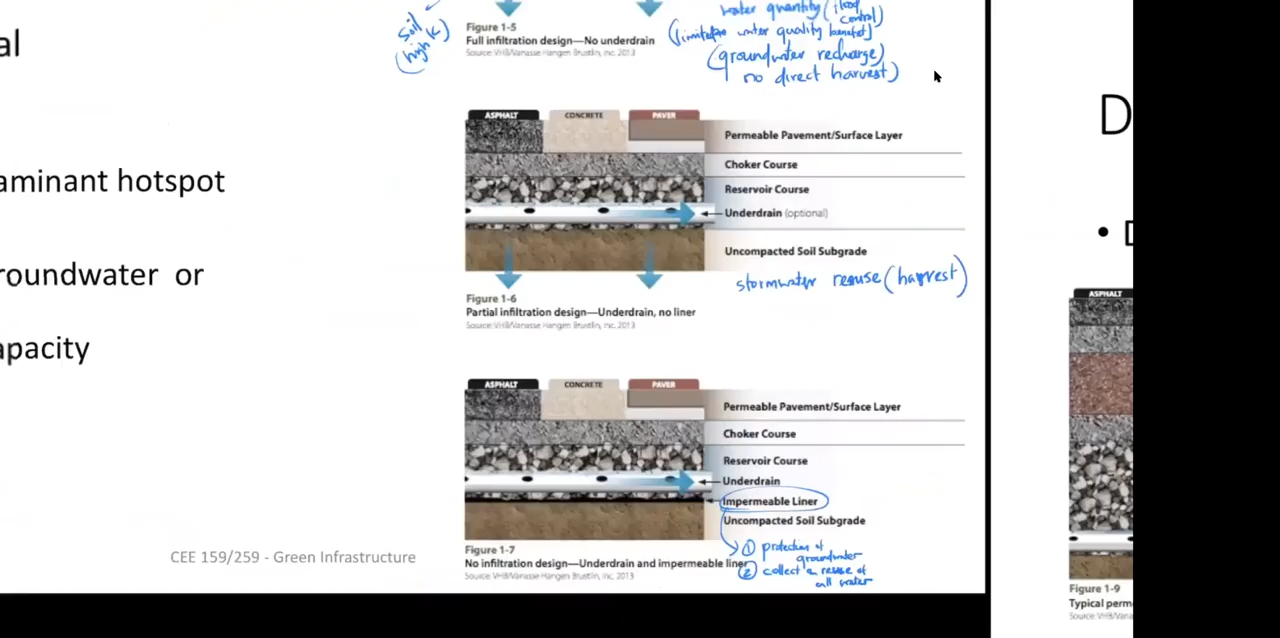 al
aminant hotspot
roundwater or
apacity
CEE 159/259 - Green Infrastructure
Soil
(high K)
Figure 1-5
Full infiltration design—No underdrain
Source: VHB/Vanasse Hangen Brustlin, Inc. 2013
water quantity (flood
control)
water quality benefit)
(groundwater recharge)
no direct harvest)
ASPHALT CONCRETE PAVER
Permeable Pavement/Surface Layer
Choker Course
Reservoir Course
Underdrain (optional)
Uncompacted Soil Subgrade
stormwater reuse (harvest)
Figure 1-6
Partial infiltration design—Underdrain, no liner
Source: VHB/Vanasse Hangen Brustlin, Inc. 2013
ASPHALT CONCRETE PAVER
Permeable Pavement/Surface Layer
Choker Course
Reservoir Course
Underdrain
Impermeable Liner
Uncompacted Soil Subgrade
① protection of
groundwater
② collect reuse of
all water
Figure 1-7
No infiltration design—Underdrain and impermeable liner
Source: VHB/Vanasse Hangen Brustlin, Inc. 2013
D
•
ASPHALT
Figure 1-9
Typical perm
Source: VHB/Vana